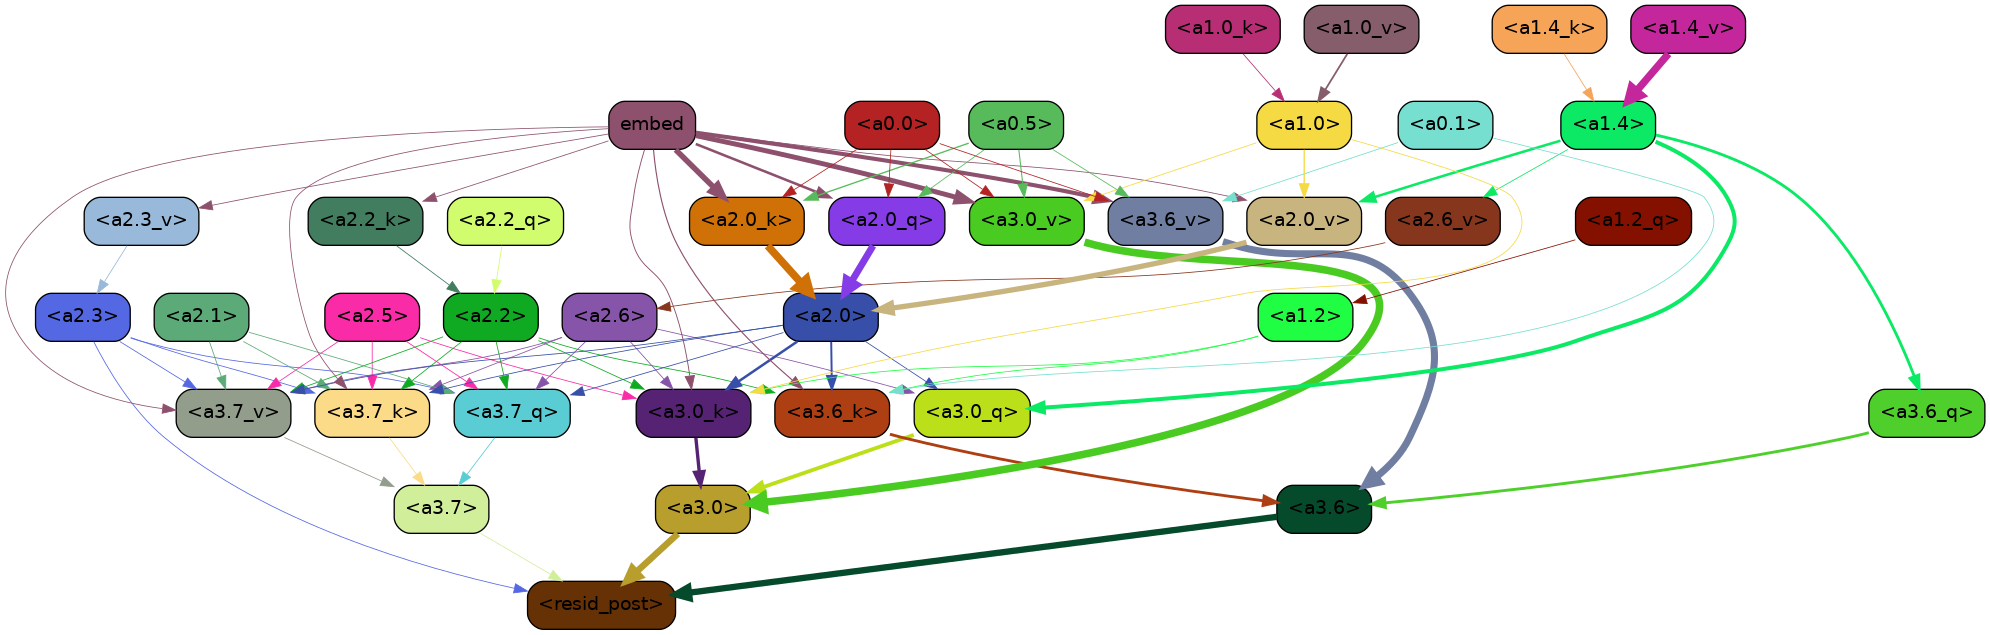 <a1.0_k> <a1.0_v> <a1.4_k> <a1.4_v>
embed <a0.0> <a0.5> <a1.0> <a0.1> <a1.4>
<a2.3_v> <a2.2_k> <a2.2_q> <a2.0_k> <a2.0_q> <a3.0_v> <a3.6_v> <a2.0_v> <a2.6_v> <a1.2_q>
<a2.3> <a2.1> <a2.5> <a2.2> <a2.6> <a2.0> <a1.2>
<a3.7_v> <a3.7_k> <a3.7_q> <a3.0_k> <a3.6_k> <a3.0_q> <a3.6_q>
<a3.7> <a3.0> <a3.6>
<resid_post>